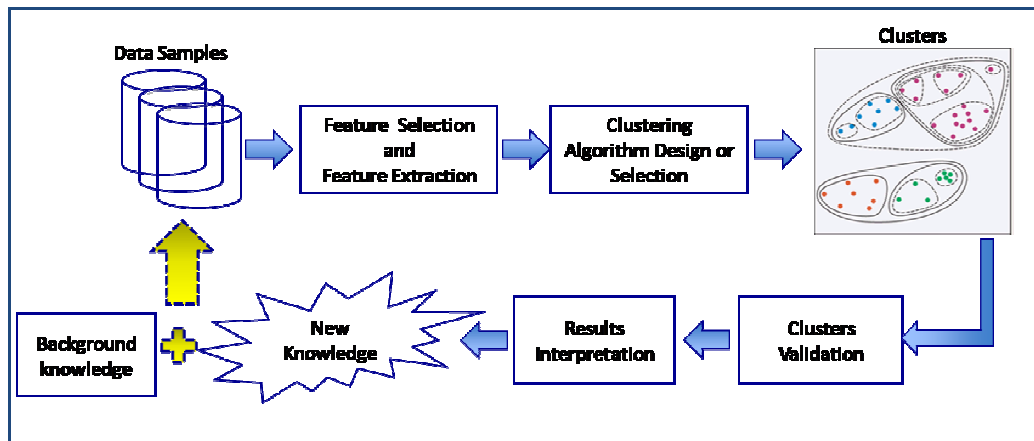 Data Samples
Feature Selection
and
Feature Extraction
Clustering
Algorithm Design or
Selection
Clusters
Background
knowledge
New
Knowledge
Results
Interpretation
Clusters
Validation